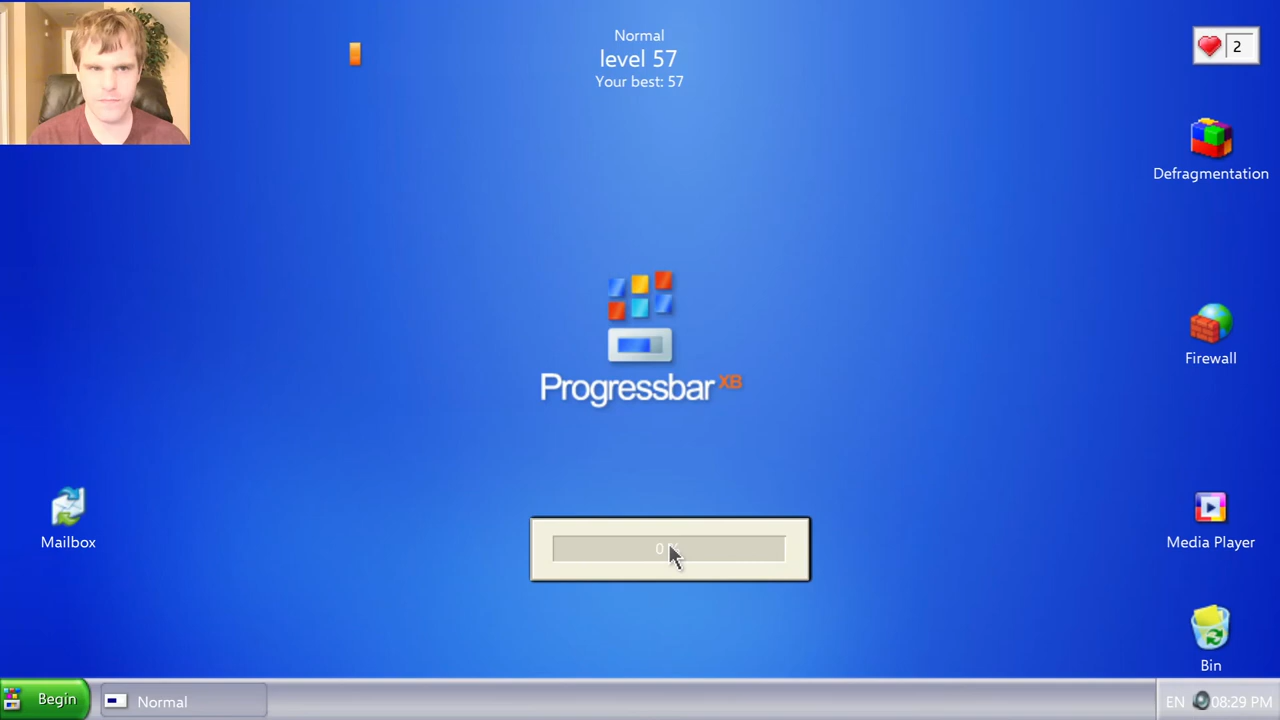 Normal
level 57
Your best: 57
2
Defragmentation
Firewall
Progressbar XB
Mailbox
Media Player
0 %
Bin
Begin
Normal
EN 08:29 PM